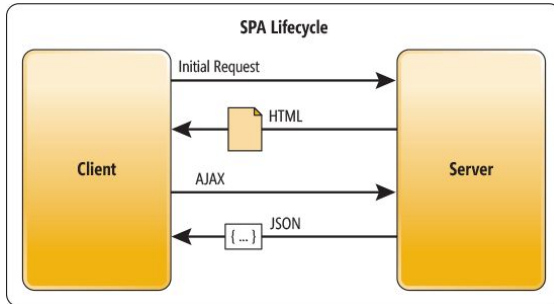 SPA Lifecycle
Initial Request
HTML
Client
Server
AJAX
JSON
{ ... }